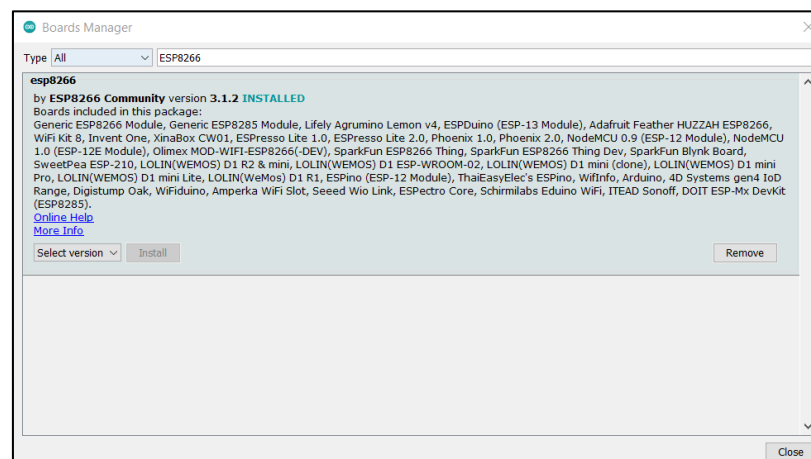 Boards Manager
Type All ESP8266
esp8266
by ESP8266 Community version 3.1.2 INSTALLED
Boards included in this package:
Generic ESP8266 Module, Generic ESP8285 Module, Lifely Agrumino Lemon v4, ESPDuino (ESP-13 Module), Adafruit Feather HUZZAH ESP8266,
WiFi Kit 8, Invent One, XinaBox CW01, ESPresso Lite 1.0, ESPresso Lite 2.0, Phoenix 1.0, Phoenix 2.0, NodeMCU 0.9 (ESP-12 Module), NodeMCU
1.0 (ESP-12E Module), Olimex MOD-WIFI-ESP8266(-DEV), SparkFun ESP8266 Thing, SparkFun ESP8266 Thing Dev, SparkFun Blynk Board,
SweetPea ESP-210, LOLIN(WEMOS) D1 R2 & mini, LOLIN(WEMOS) D1 ESP-WROOM-02, LOLIN(WEMOS) D1 mini (clone), LOLIN(WEMOS) D1 mini
Pro, LOLIN(WEMOS) D1 mini Lite, LOLIN(WeMos) D1 R1, ESPino (ESP-12 Module), ThaiEasyElec's ESPino, WifInfo, Arduino, 4D Systems gen4 IoD
Range, Digistump Oak, WiFiduino, Amperka WiFi Slot, Seeed Wio Link, ESPectro Core, Schirmilabs Eduino WiFi, ITEAD Sonoff, DOIT ESP-Mx DevKit
(ESP8285).
Online Help
More Info
Select version Install Remove
Close